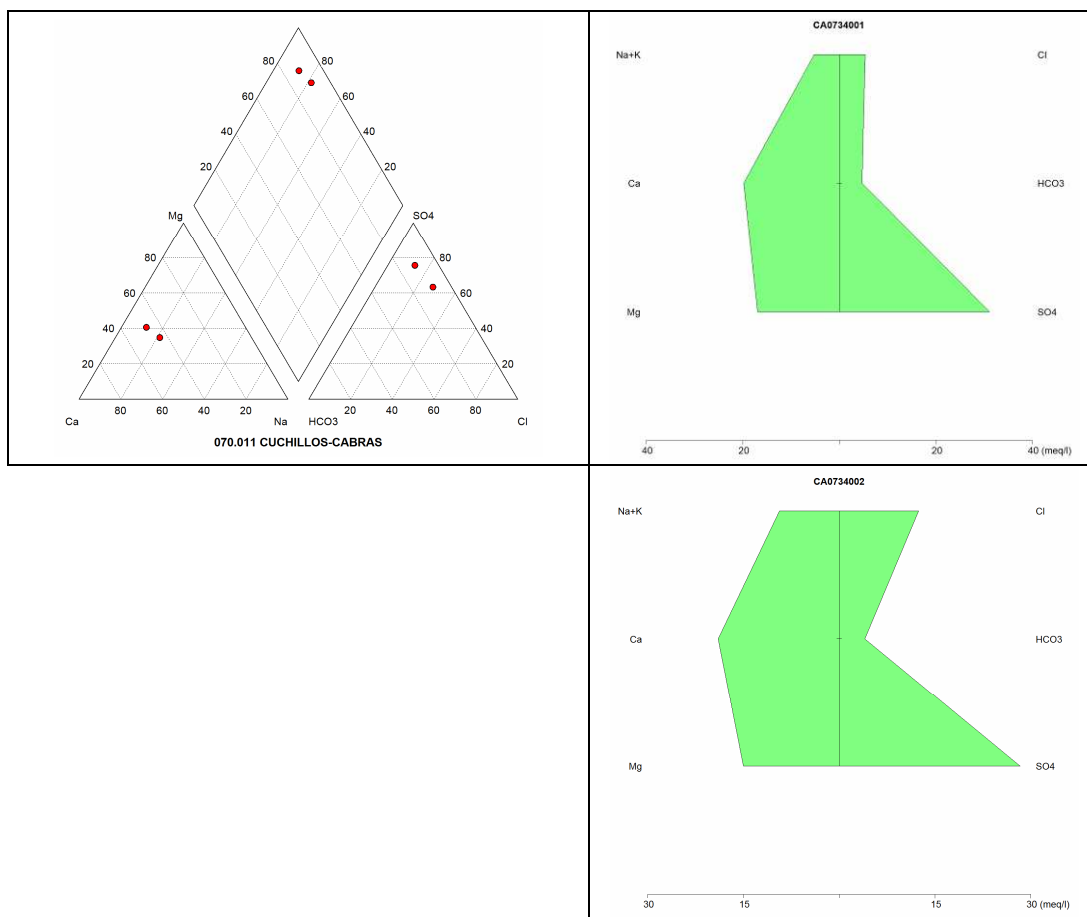 80 80
60 60
40 40
20 20
Mg SO4
80 80
60 60
40 40
20 20
80 60 40 20 20 40 60 80
Ca Na HCO3 Cl
070.011 CUCHILLOS-CABRAS
CA0734001
Na+K Cl
Ca HCO3
Mg SO4
40 20 20 40 (meq/l)
CA0734002
Na+K Cl
Ca HCO3
Mg SO4
30 15 15 30 (meq/l)